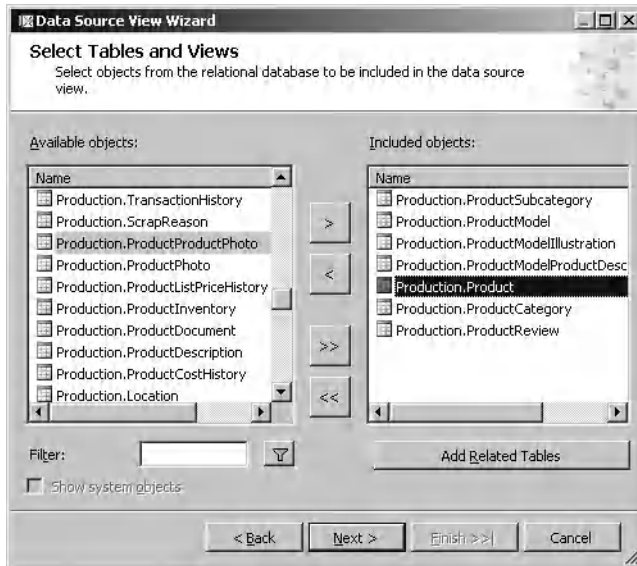 Data Source View Wizard
Select Tables and Views
Select objects from the relational database to be included in the data source
view.
Available objects:
Included objects:
Name
Production.TransactionHistory
Production.ScrapReason
Production.ProductProductPhoto
Production.ProductPhoto
Production.ProductListPriceHistory
Production.ProductInventory
Production.ProductDocument
Production.ProductDescription
Production.ProductCostHistory
Production.Location
>
<
>>
<<
Name
Production.ProductSubcategory
Production.ProductModel
Production.ProductModelIllustration
Production.ProductModelProductDesc
Production.Product
Production.ProductCategory
Production.ProductReview
Filter:
Add Related Tables
Show system objects
< Back
Next >
Finish >>|
Cancel